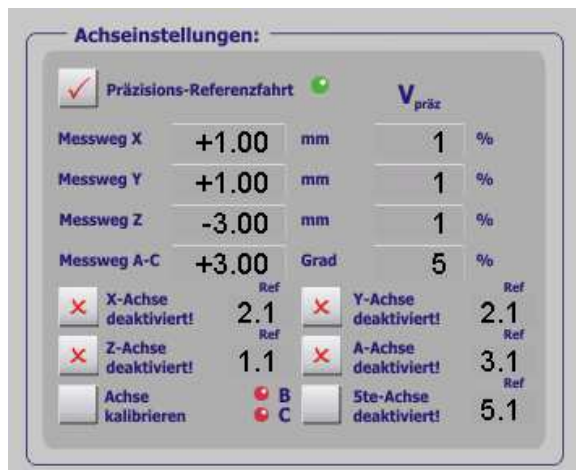 Achseinstellungen:
Präzisions-Referenzfahrt
Vpräz
Messweg X +1.00 mm 1 %
Messweg Y +1.00 mm 1 %
Messweg Z -3.00 mm 1 %
Messweg A-C +3.00 Grad 5 %
X-Achse deaktiviert! Ref 2.1
Y-Achse deaktiviert! Ref 2.1
Z-Achse deaktiviert! Ref 1.1
A-Achse deaktiviert! Ref 3.1
Achse kalibrieren B C
5te-Achse deaktiviert! Ref 5.1